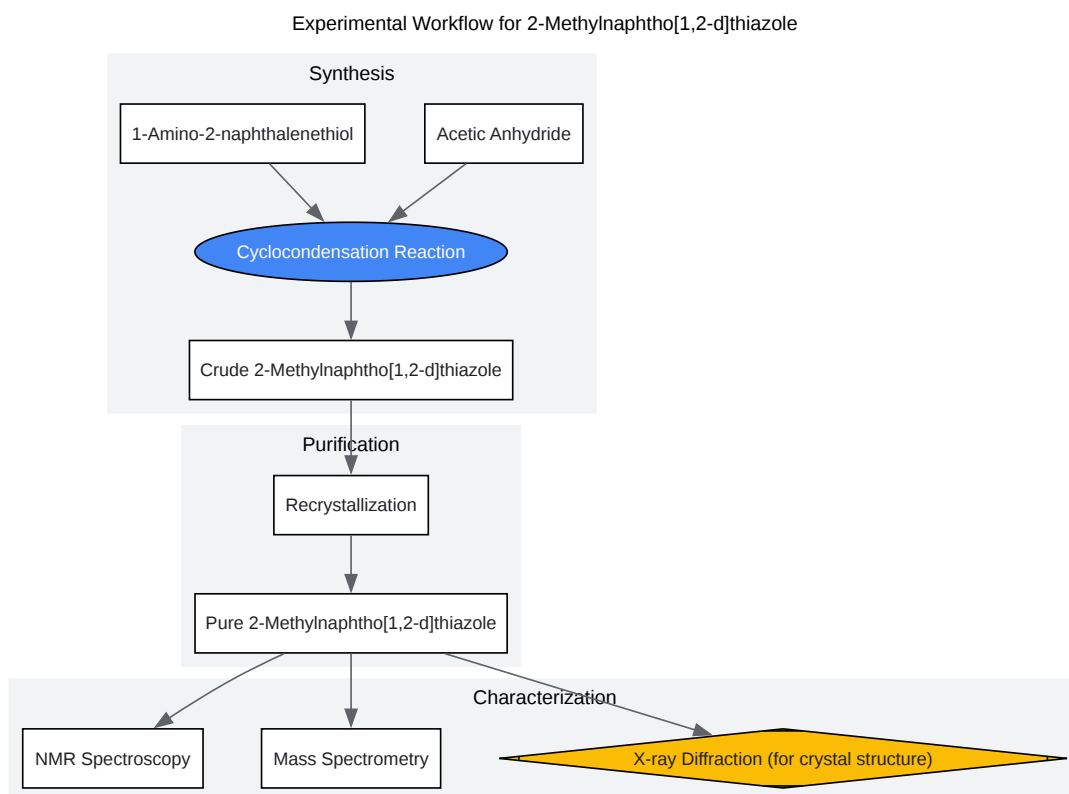 Experimental Workflow for 2-Methylnaphtho[1,2-d]thiazole
Synthesis
1-Amino-2-naphthalenethiol
Acetic Anhydride
Cyclocondensation Reaction
Crude 2-Methylnaphtho[1,2-d]thiazole
Purification
Recrystallization
Pure 2-Methylnaphtho[1,2-d]thiazole
Characterization
NMR Spectroscopy
Mass Spectrometry
X-ray Diffraction (for crystal structure)